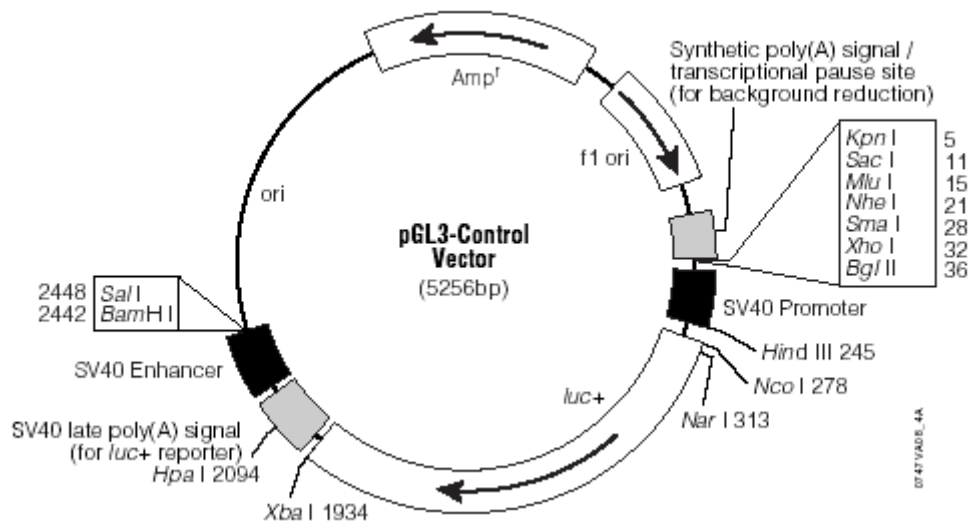 Ampʳ
Synthetic poly(A) signal /
transcriptional pause site
(for background reduction)
f1 ori
Kpn I 5
Sac I 11
Mlu I 15
Nhe I 21
Sma I 28
Xho I 32
Bgl II 36
ori
pGL3-Control
Vector
(5256bp)
2448 Sal I
2442 BamH I
SV40 Promoter
SV40 Enhancer
Hind III 245
Nco I 278
luc+
Nar I 313
SV40 late poly(A) signal
(for luc+ reporter)
Hpa I 2094
Xba I 1934
0747VA08_4A